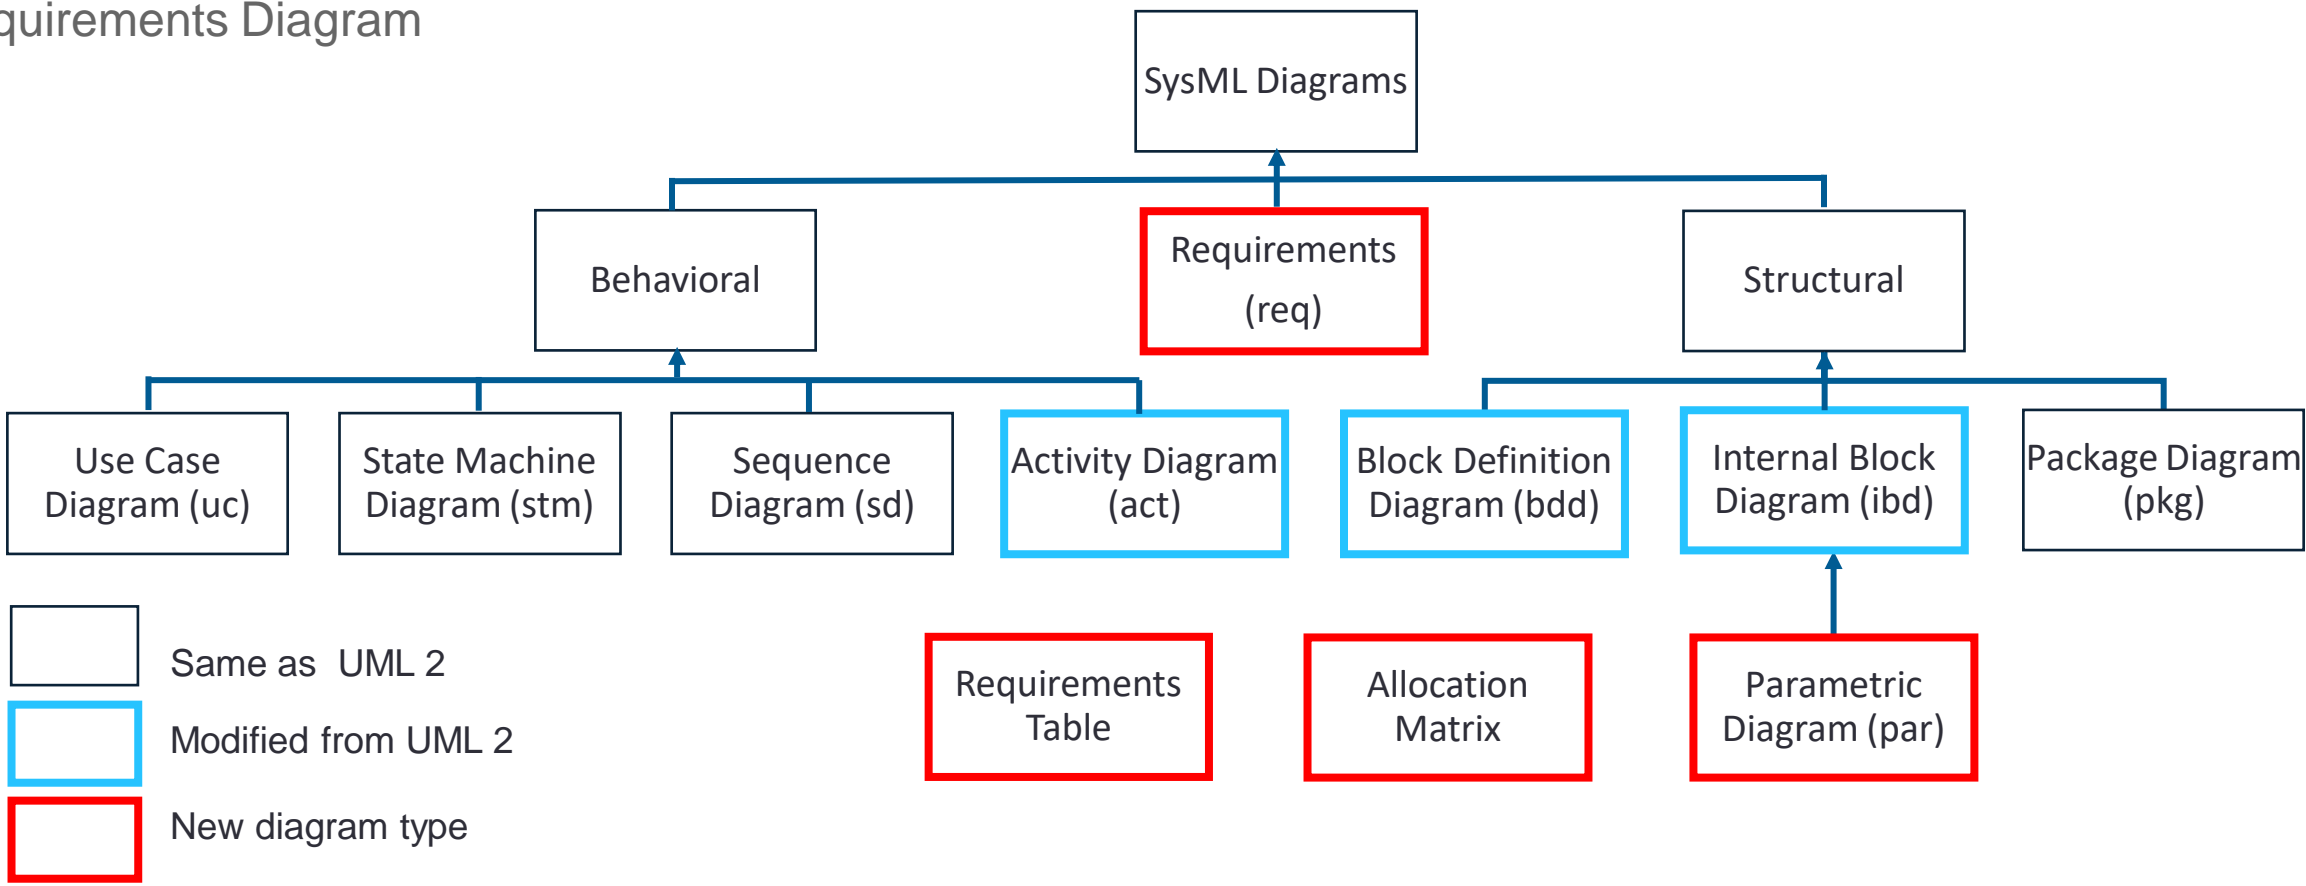 quirements Diagram
SysML Diagrams
Behavioral
Requirements
(req)
Structural
Use Case
Diagram (uc)
State Machine
Diagram (stm)
Sequence
Diagram (sd)
Activity Diagram
(act)
Block Definition
Diagram (bdd)
Internal Block
Diagram (ibd)
Package Diagram
(pkg)
Same as UML 2
Modified from UML 2
New diagram type
Requirements
Table
Allocation
Matrix
Parametric
Diagram (par)